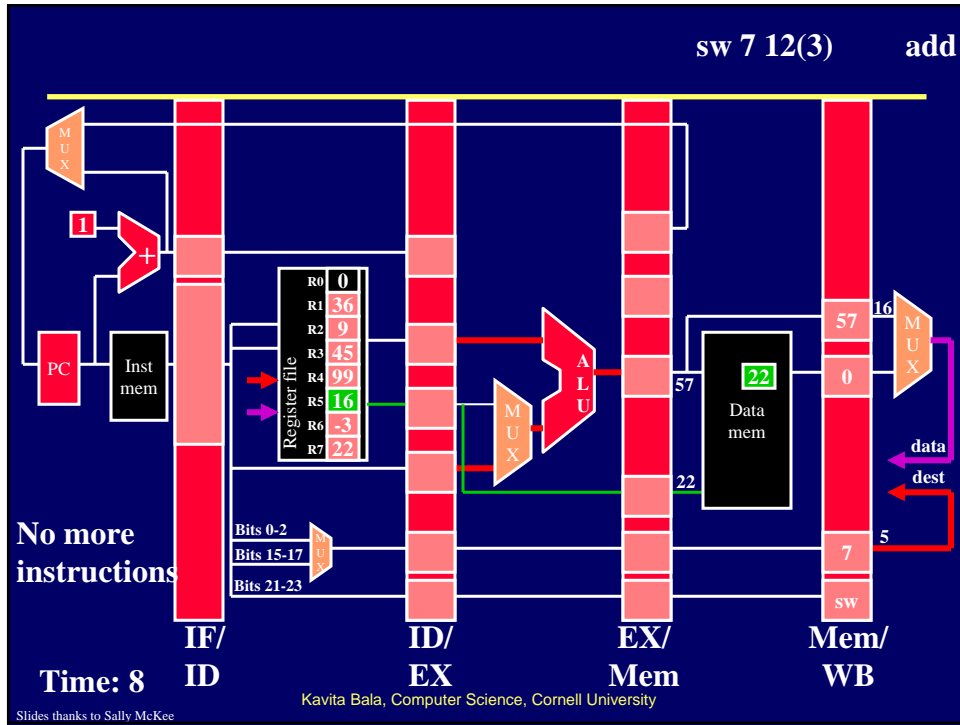 sw 7 12(3) add
M
U
X
1
+
R0 0
R1 36
R2 9
R3 45
R4 99
R5 16
R6 -3
R7 22
Register file
PC
Inst
mem
M
U
X
A
L
U
57
22
22
Data
mem
57
16
0
M
U
X
data
dest
5
7
sw
No more
instructions
Bits 0-2
Bits 15-17
Bits 21-23
M
U
X
IF/
ID
ID/
EX
EX/
Mem
Mem/
WB
Time: 8
Kavita Bala, Computer Science, Cornell University
Slides thanks to Sally McKee